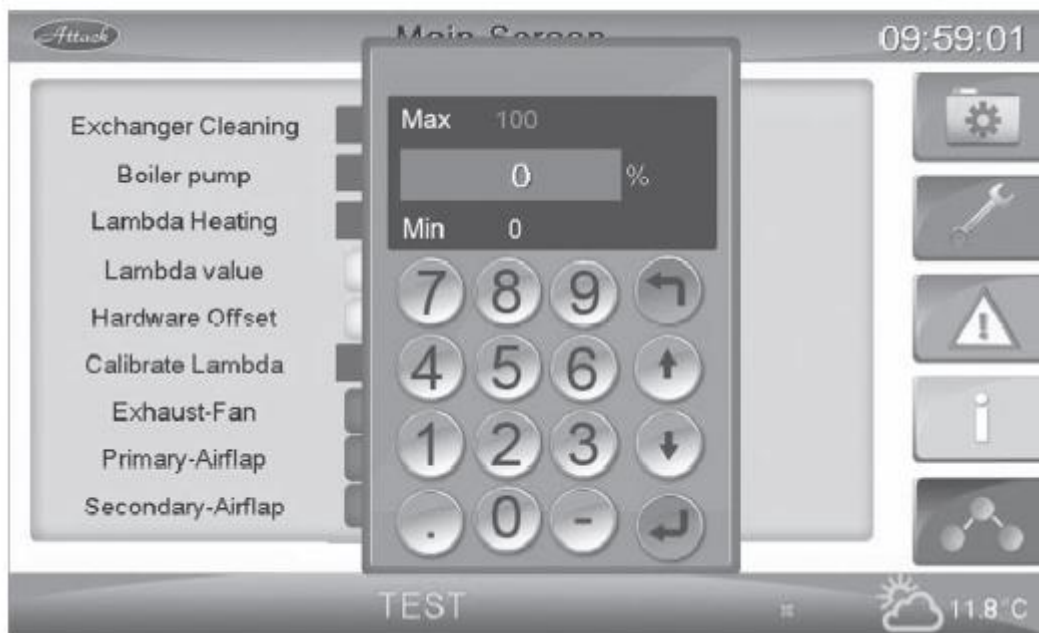 Attack
Main Screen
09:59:01
Exchanger Cleaning
Boiler pump
Lambda Heating
Lambda value
Hardware Offset
Calibrate Lambda
Exhaust-Fan
Primary-Airflap
Secondary-Airflap
Max 100
0 %
Min 0
7 8 9
4 5 6
1 2 3
. 0 -
TEST
11.8°C